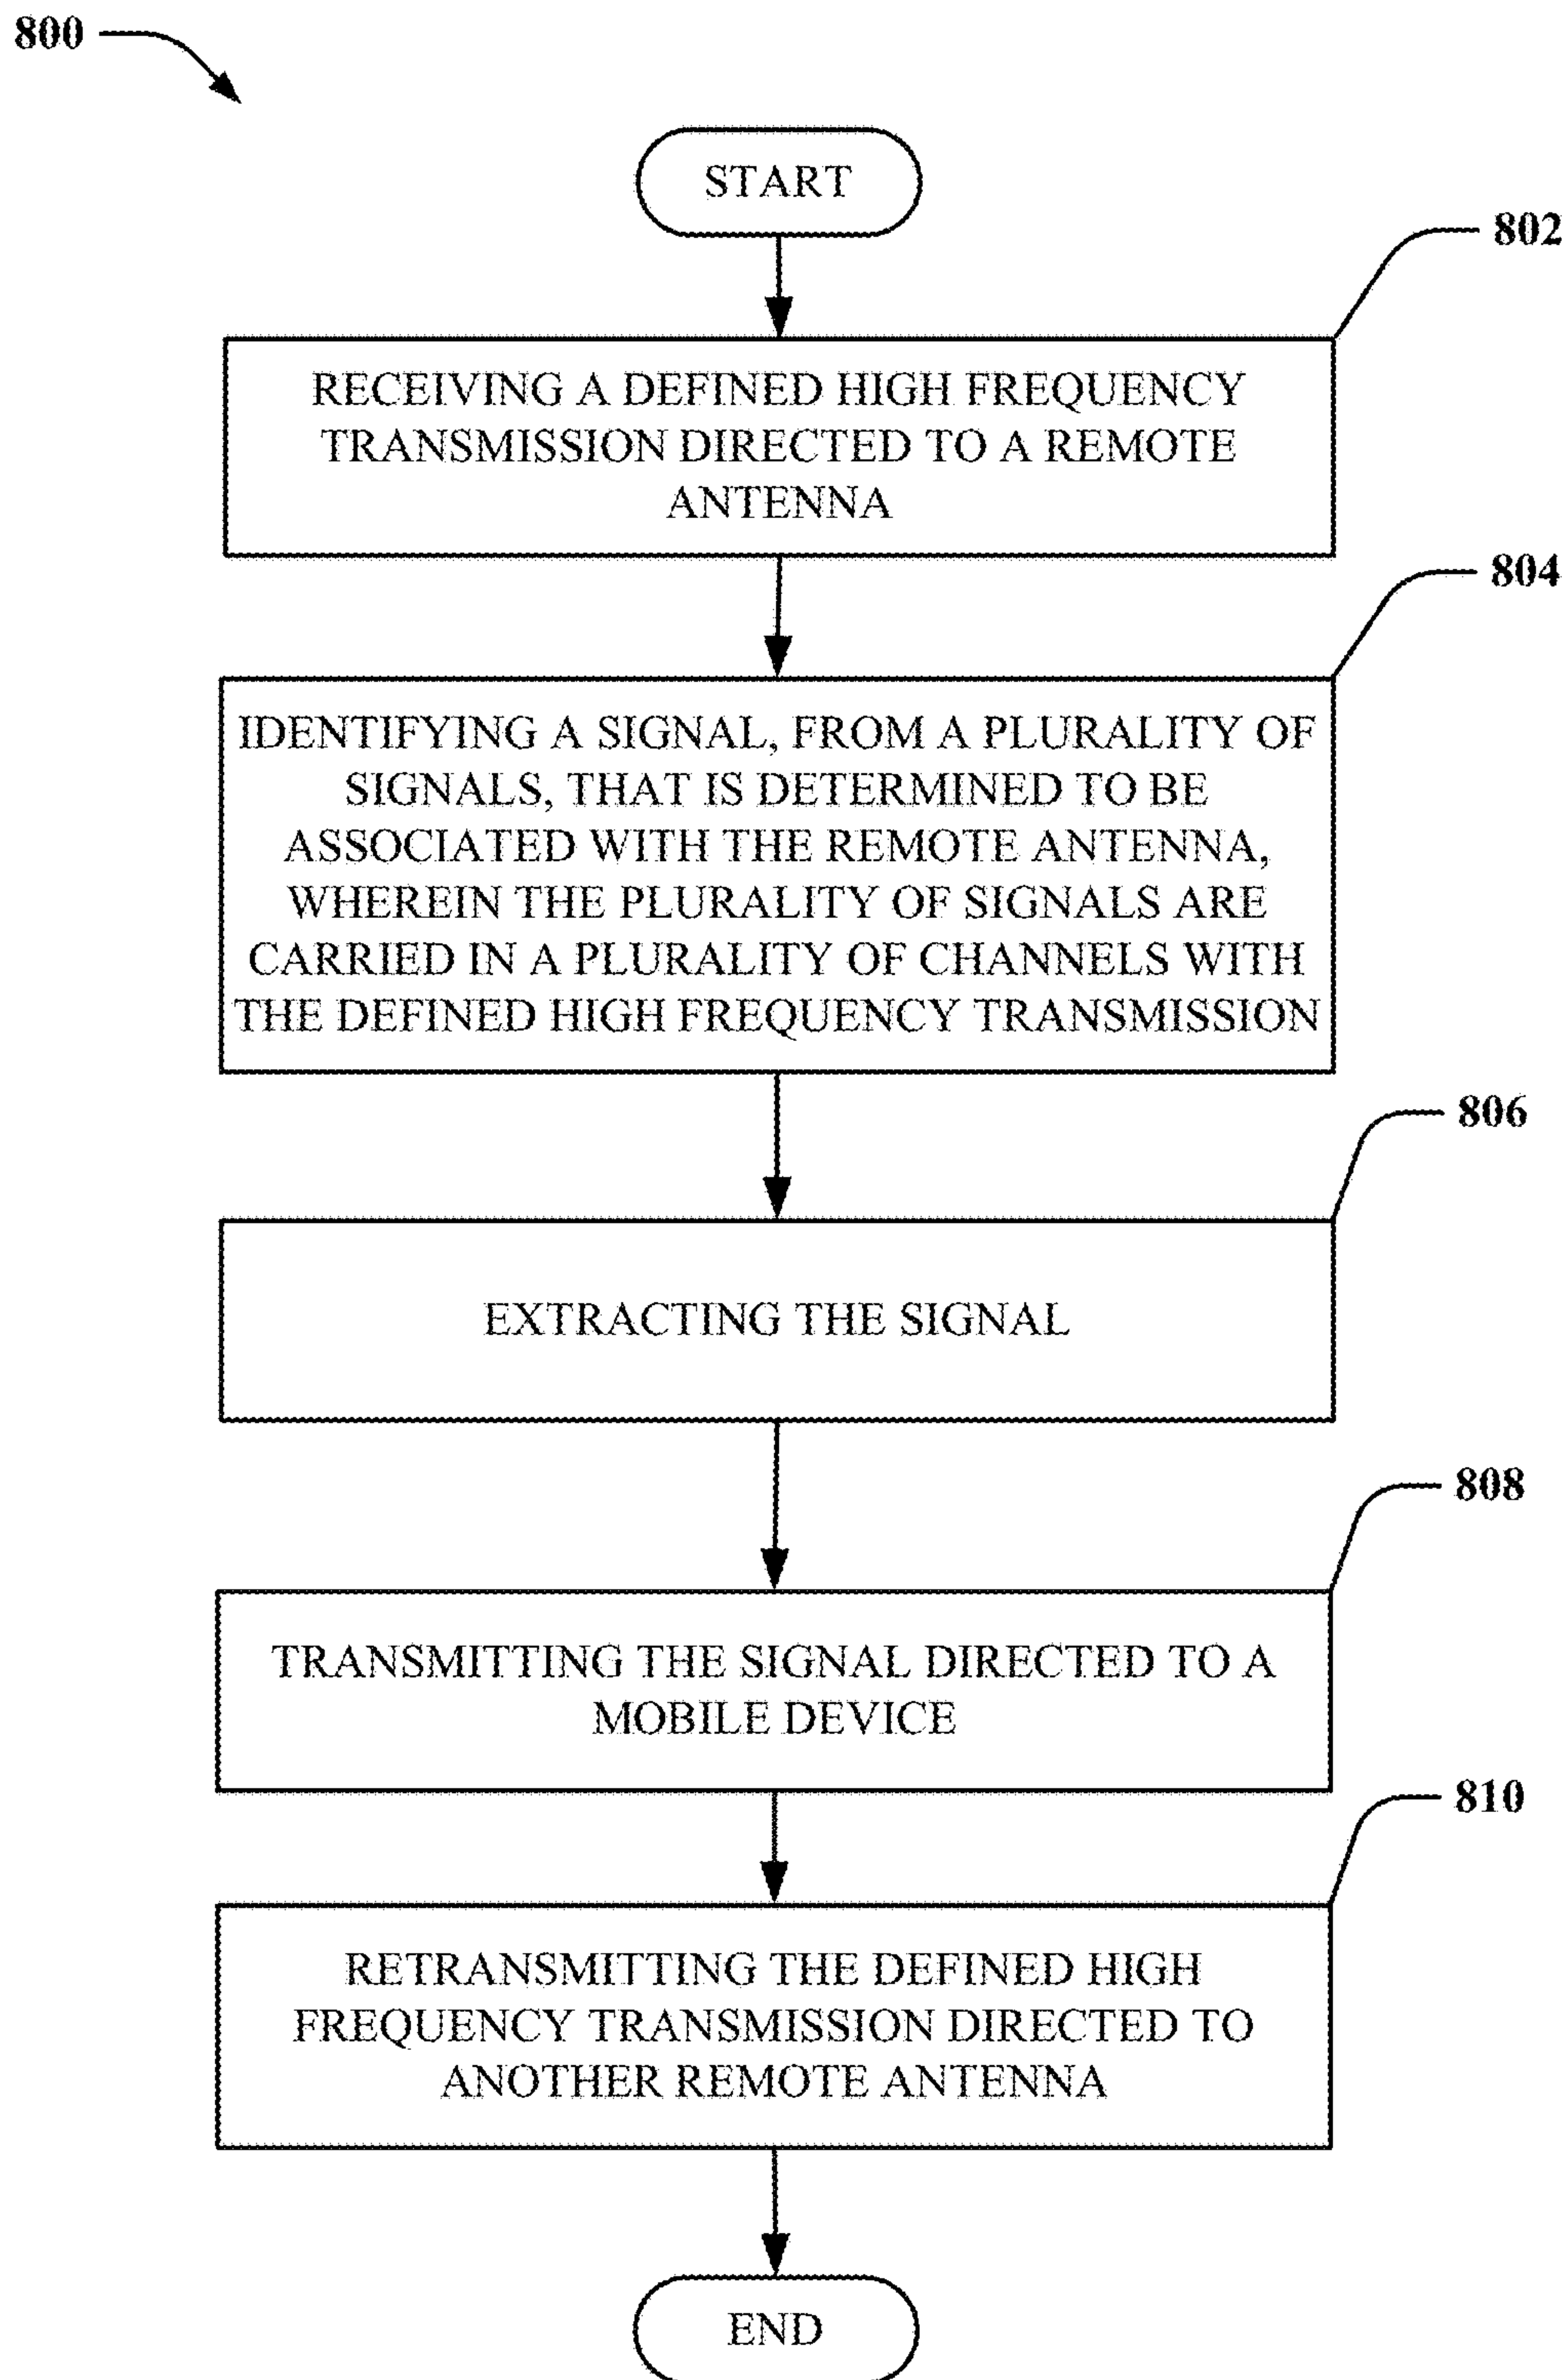 800
START
802
RECEIVING A DEFINED HIGH FREQUENCY
TRANSMISSION DIRECTED TO A REMOTE
ANTENNA
804
IDENTIFYING A SIGNAL, FROM A PLURALITY OF
SIGNALS, THAT IS DETERMINED TO BE
ASSOCIATED WITH THE REMOTE ANTENNA,
WHEREIN THE PLURALITY OF SIGNALS ARE
CARRIED IN A PLURALITY OF CHANNELS WITH
THE DEFINED HIGH FREQUENCY TRANSMISSION
806
EXTRACTING THE SIGNAL
808
TRANSMITTING THE SIGNAL DIRECTED TO A
MOBILE DEVICE
810
RETRANSMITTING THE DEFINED HIGH
FREQUENCY TRANSMISSION DIRECTED TO
ANOTHER REMOTE ANTENNA
END